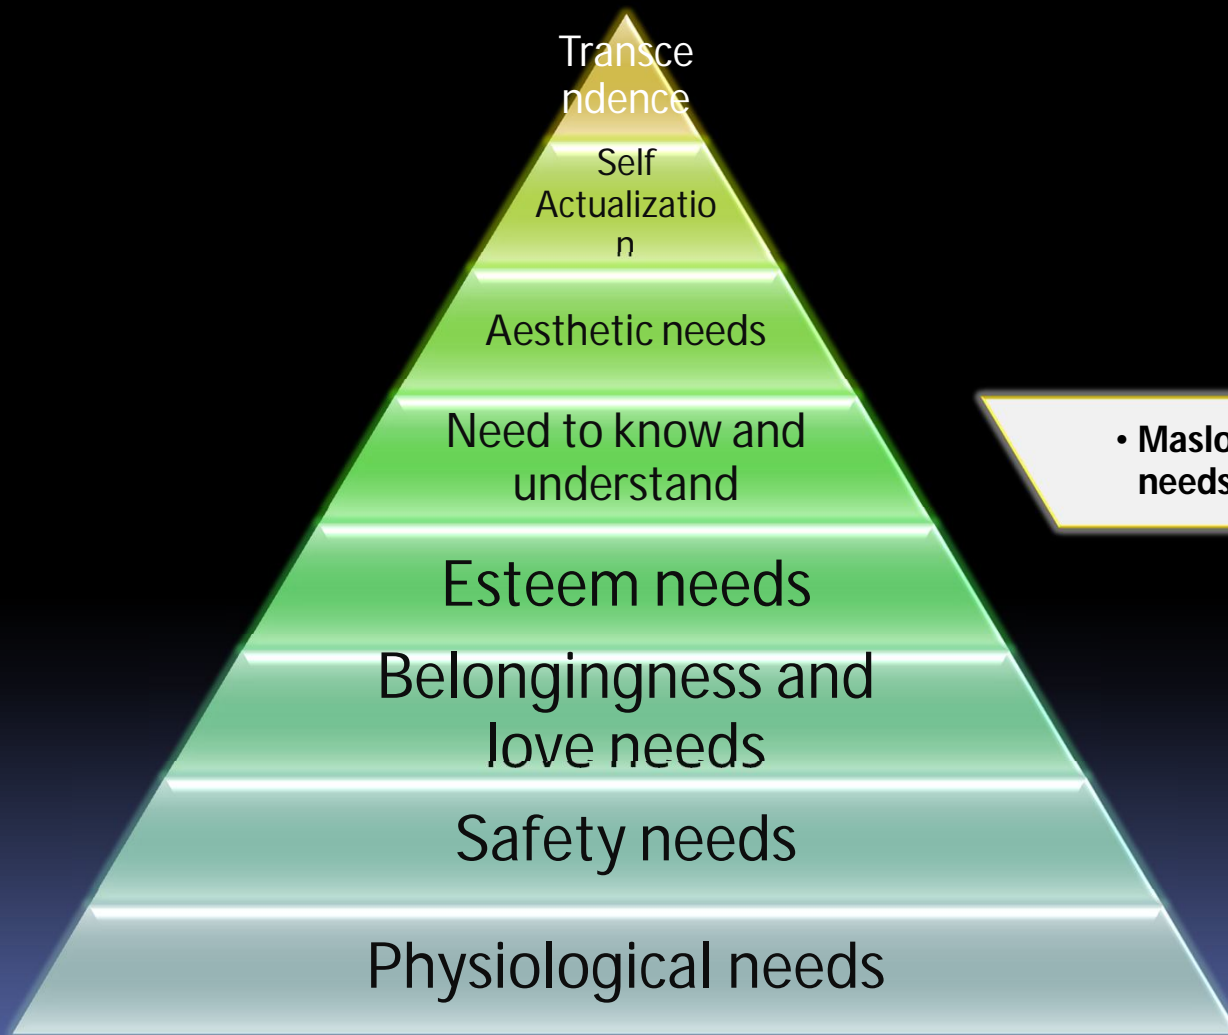 Transce
ndence
Self
Actualizatio
n
Aesthetic needs
Need to know and
understand
Esteem needs
Belongingness and
love needs
Safety needs
Physiological needs
• Maslo
needs